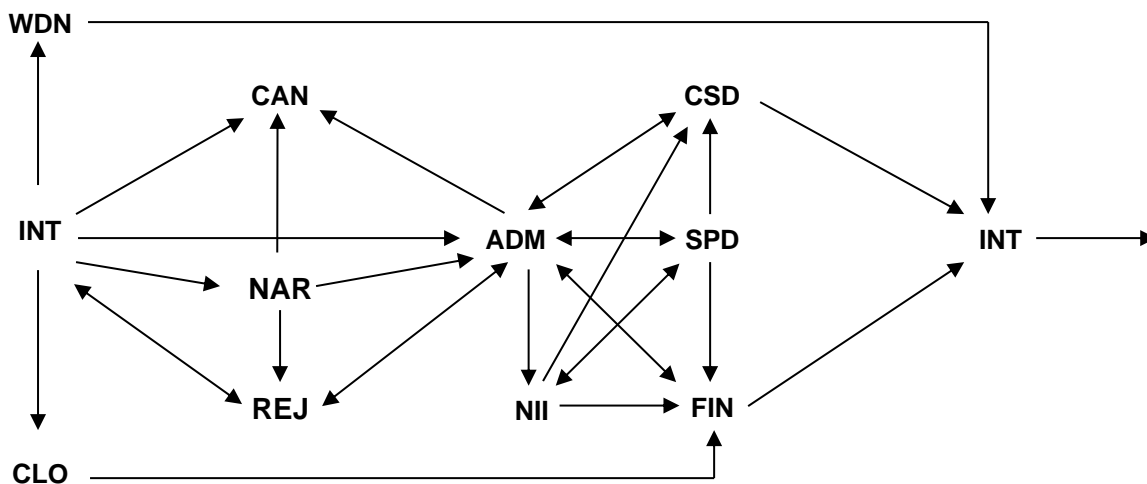 WDN
CAN CSD
INT ADM SPD INT
NAR
REJ NII FIN
CLO